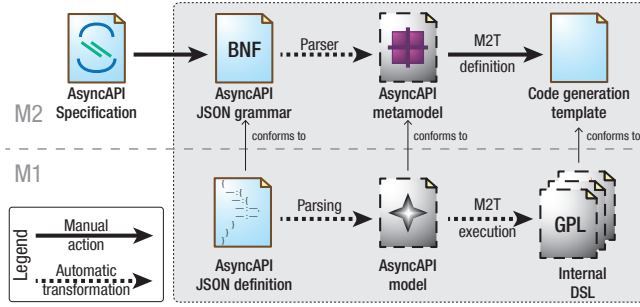 BNF
Parser
M2T
definition
AsyncAPI
Specification
AsyncAPI
JSON grammar
AsyncAPI
metamodel
Code generation
template
M2
conforms to
conforms to
conforms to
M1
{
—:{
—:—,
—:—
}
}
Parsing
M2T
execution
GPL
AsyncAPI
JSON definition
AsyncAPI
model
Internal
DSL
Legend
Manual
action
Automatic
transformation